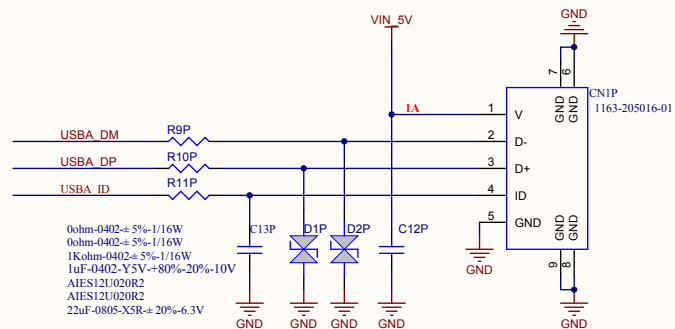 GND
VIN_5V
7
6
CN1P
1163-205016-01
GND
GND
1A
1
V
USBA_DM
R9P
2
D-
USBA_DP
R10P
3
D+
USBA_ID
R11P
4
ID
5
GND
C13P
D1P
D2P
C12P
0ohm-0402-±5%-1/16W
0ohm-0402-±5%-1/16W
1Kohm-0402-±5%-1/16W
1uF-0402-Y5V-+80%-20%-10V
AIES12U020R2
AIES12U020R2
22uF-0805-X5R-±20%-6.3V
GND
GND
GND
9
8
GND
GND
GND
GND
GND